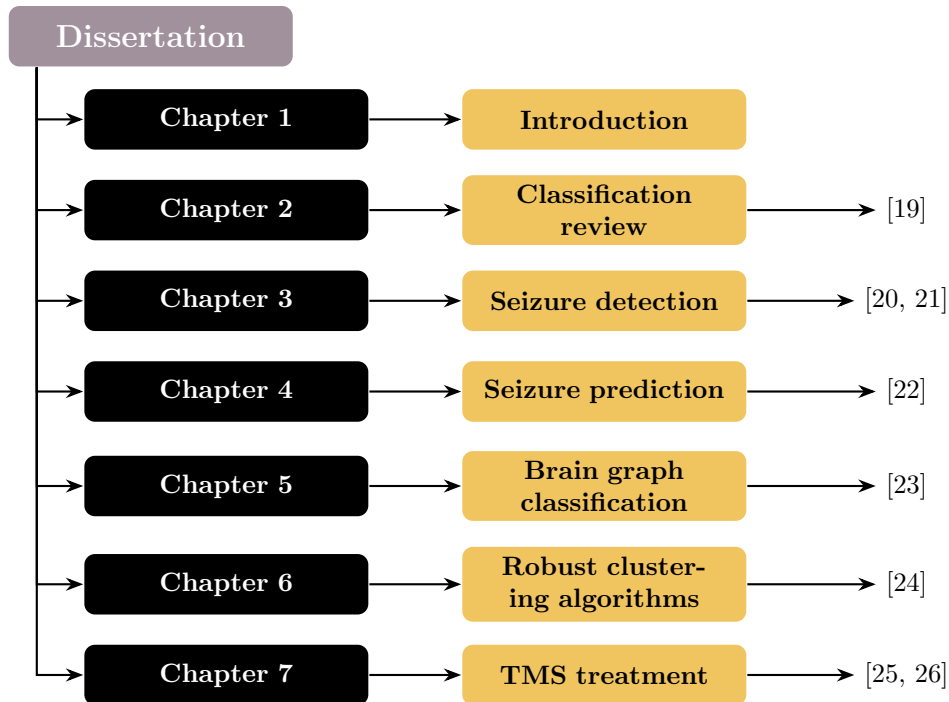 Dissertation
Chapter 1
Introduction
Chapter 2
Classification
review
[19]
Chapter 3
Seizure detection
[20, 21]
Chapter 4
Seizure prediction
[22]
Chapter 5
Brain graph
classification
[23]
Chapter 6
Robust cluster-
ing algorithms
[24]
Chapter 7
TMS treatment
[25, 26]